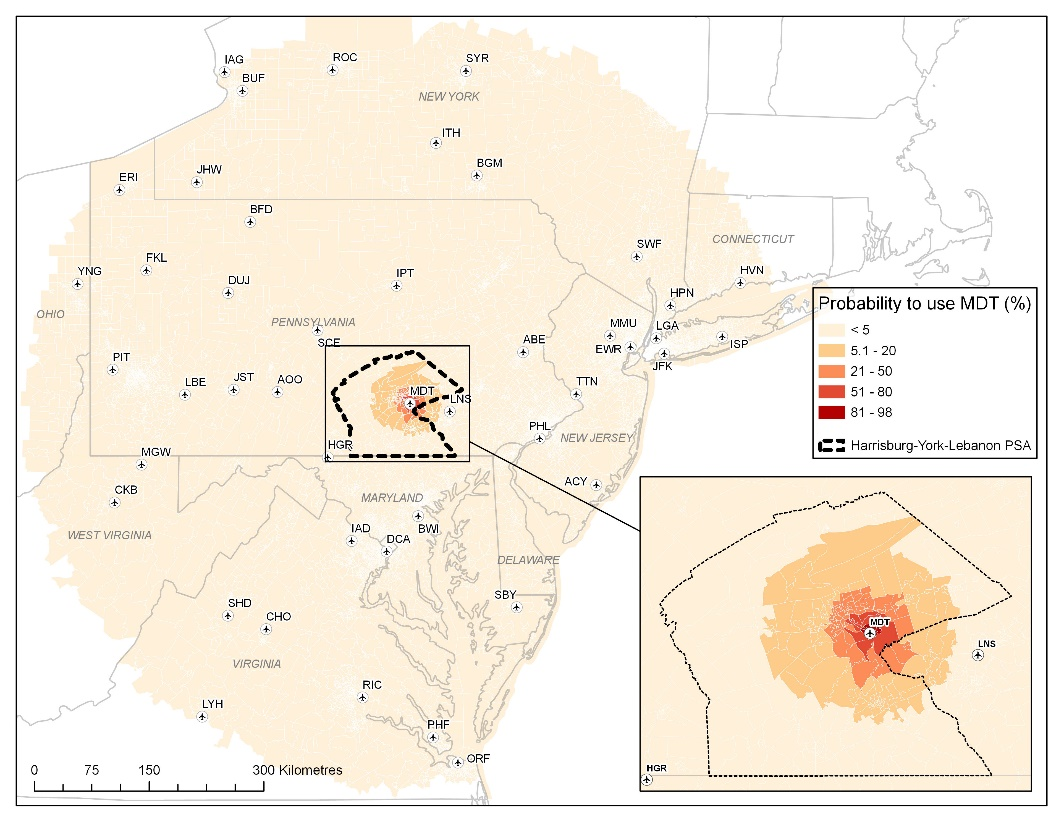 IAG
ROC
SYR
BUF
NEW YORK
ITH
BGM
JHW
ERI
BFD
SWF
CONNECTICUT
FKL
YNG
IPT
HVN
DUJ
HPN
OHIO
PENNSYLVANIA
MMU
LGA
SCE
ABE
EWR
ISP
JFK
PIT
LBE
JST
AOO
MDT
LNS
TTN
PHL
NEW JERSEY
HGR
MGW
ACY
CKB
MARYLAND
WEST VIRGINIA
IAD
BWI
DCA
DELAWARE
SBY
SHD
CHO
VIRGINIA
RIC
LYH
PHF
ORF
0 75 150 300 Kilometres
Probability to use MDT (%)
< 5
5.1 - 20
21 - 50
51 - 80
81 - 98
Harrisburg-York-Lebanon PSA
MDT
LNS
HGR